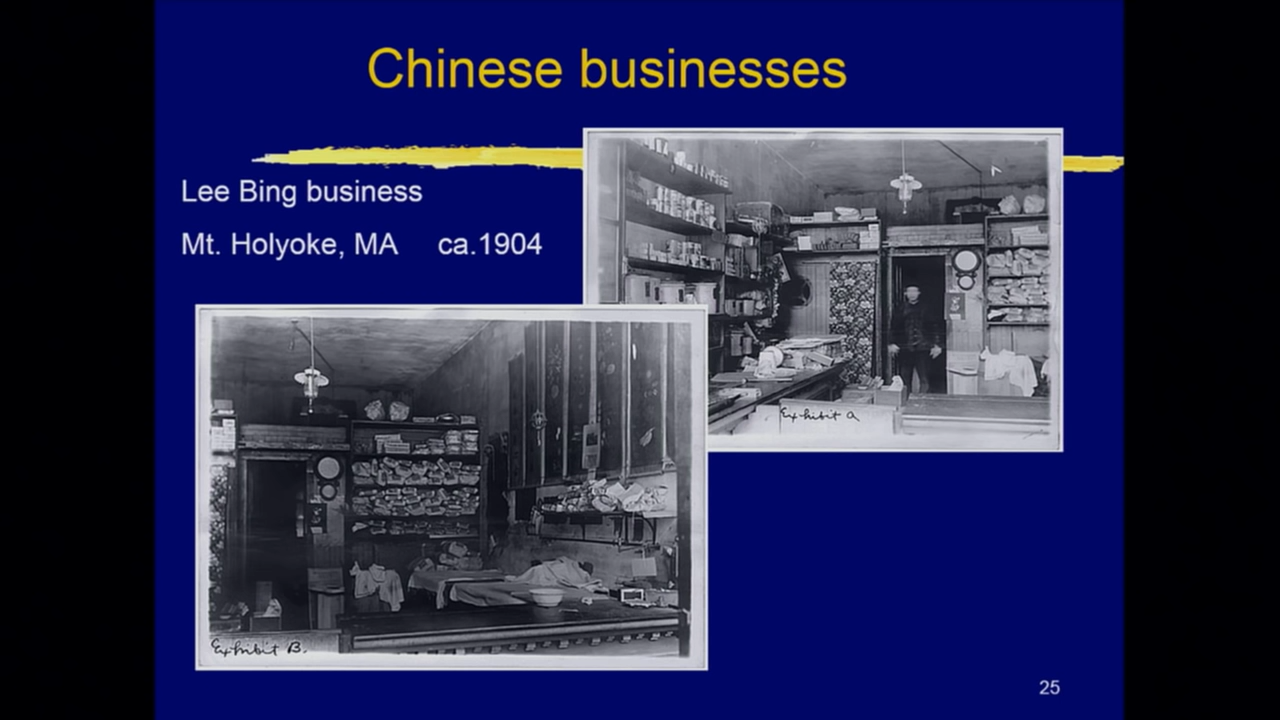 Chinese businesses
Lee Bing business
Mt. Holyoke, MA ca.1904
Exhibit A
Exhibit B.
25